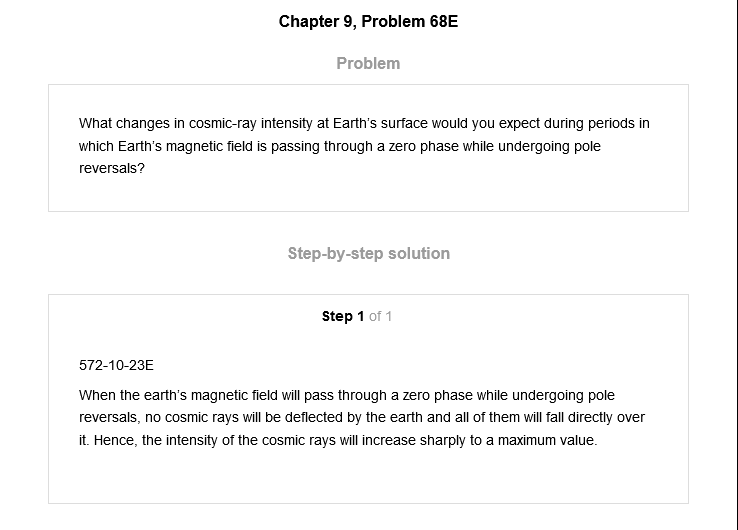 Chapter 9, Problem 68E
Problem
What changes in cosmic-ray intensity at Earth's surface would you expect during periods in
which Earth's magnetic field is passing through a zero phase while undergoing pole
reversals?
Step-by-step solution
Step 1 of 1
572-10-23E
When the earth's magnetic field will pass through a zero phase while undergoing pole
reversals, no cosmic rays will be deflected by the earth and all of them will fall directly over
it. Hence, the intensity of the cosmic rays will increase sharply to a maximum value.